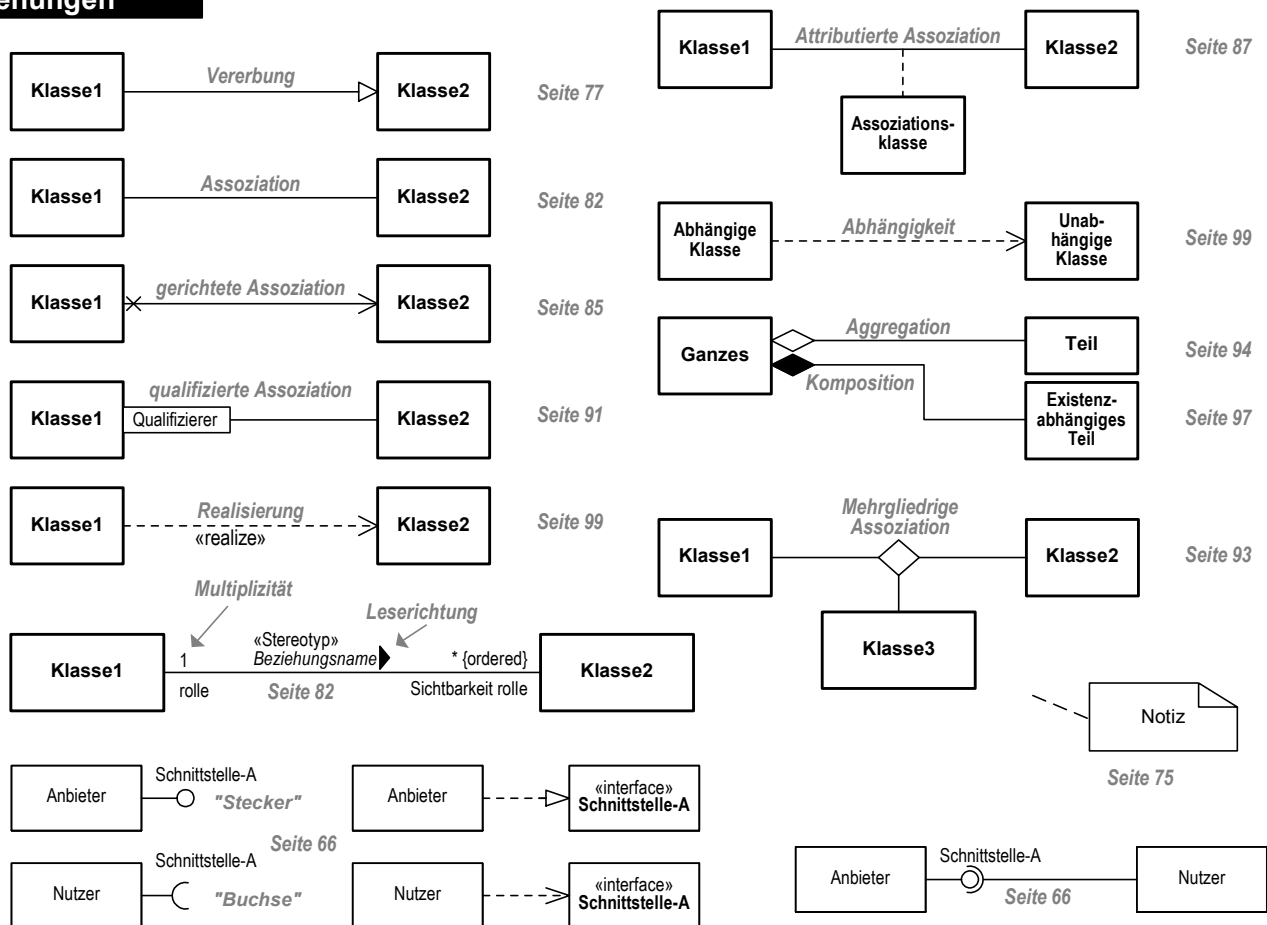 Klasse1
Vererbung
Klasse2
Seite 77
Klasse1
Assoziation
Klasse2
Seite 82
Klasse1
gerichtete Assoziation
Klasse2
Seite 85
Klasse1
Qualifizierer
qualifizierte Assoziation
Klasse2
Seite 91
Klasse1
Realisierung
«realize»
Klasse2
Seite 99
Multiplizität
Leserichtung
Klasse1
1
rolle
«Stereotyp»
Beziehungsname
Seite 82
* {ordered}
Sichtbarkeit rolle
Klasse2
Anbieter
Schnittstelle-A
"Stecker"
Anbieter
«interface»
Schnittstelle-A
Seite 66
Nutzer
Schnittstelle-A
"Buchse"
Nutzer
«interface»
Schnittstelle-A
Klasse1
Attributierte Assoziation
Klasse2
Seite 87
Assoziations-
klasse
Abhängige
Klasse
Abhängigkeit
Unab-
hängige
Klasse
Seite 99
Ganzes
Aggregation
Teil
Seite 94
Komposition
Existenz-
abhängiges
Teil
Seite 97
Mehrgliedrige
Assoziation
Klasse1
Klasse2
Seite 93
Klasse3
Notiz
Seite 75
Anbieter
Schnittstelle-A
Seite 66
Nutzer